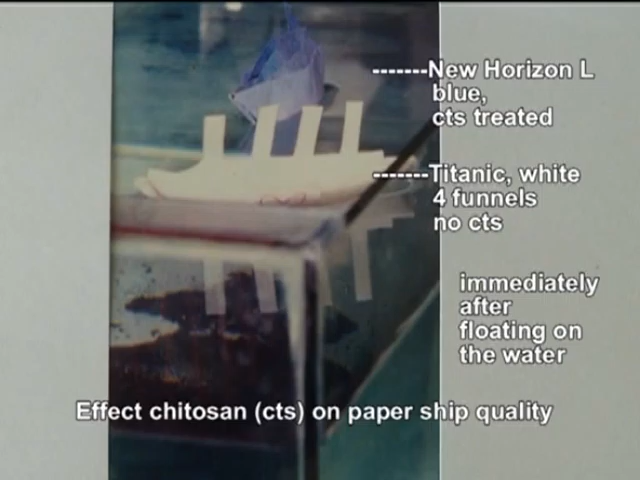 -------New Horizon L
blue,
cts treated
-------Titanic, white
4 funnels
no cts
immediately
after
floating on
the water
Effect chitosan (cts) on paper ship quality